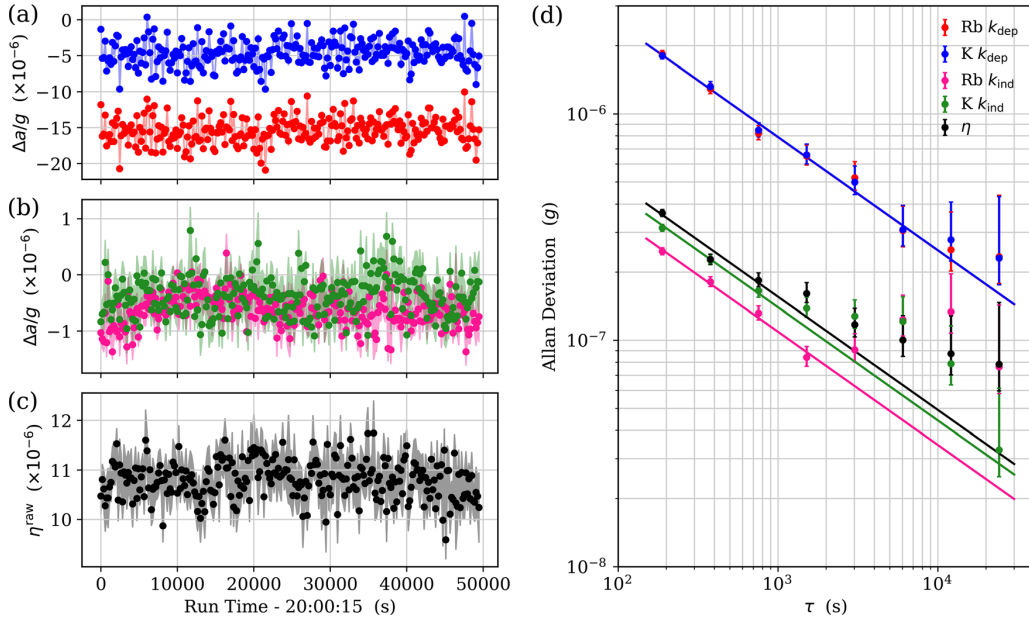 (a)
0
−5
−10
−15
−20
Δa/g (×10⁻⁶)
(b)
1
0
−1
Δa/g (×10⁻⁶)
(c)
12
11
10
η^raw (×10⁻⁶)
0 10000 20000 30000 40000 50000
Run Time - 20:00:15 (s)
(d)
Rb k_dep
K k_dep
Rb k_ind
K k_ind
η
10⁻⁶
10⁻⁷
10⁻⁸
Allan Deviation (g)
10² 10³ 10⁴
τ (s)